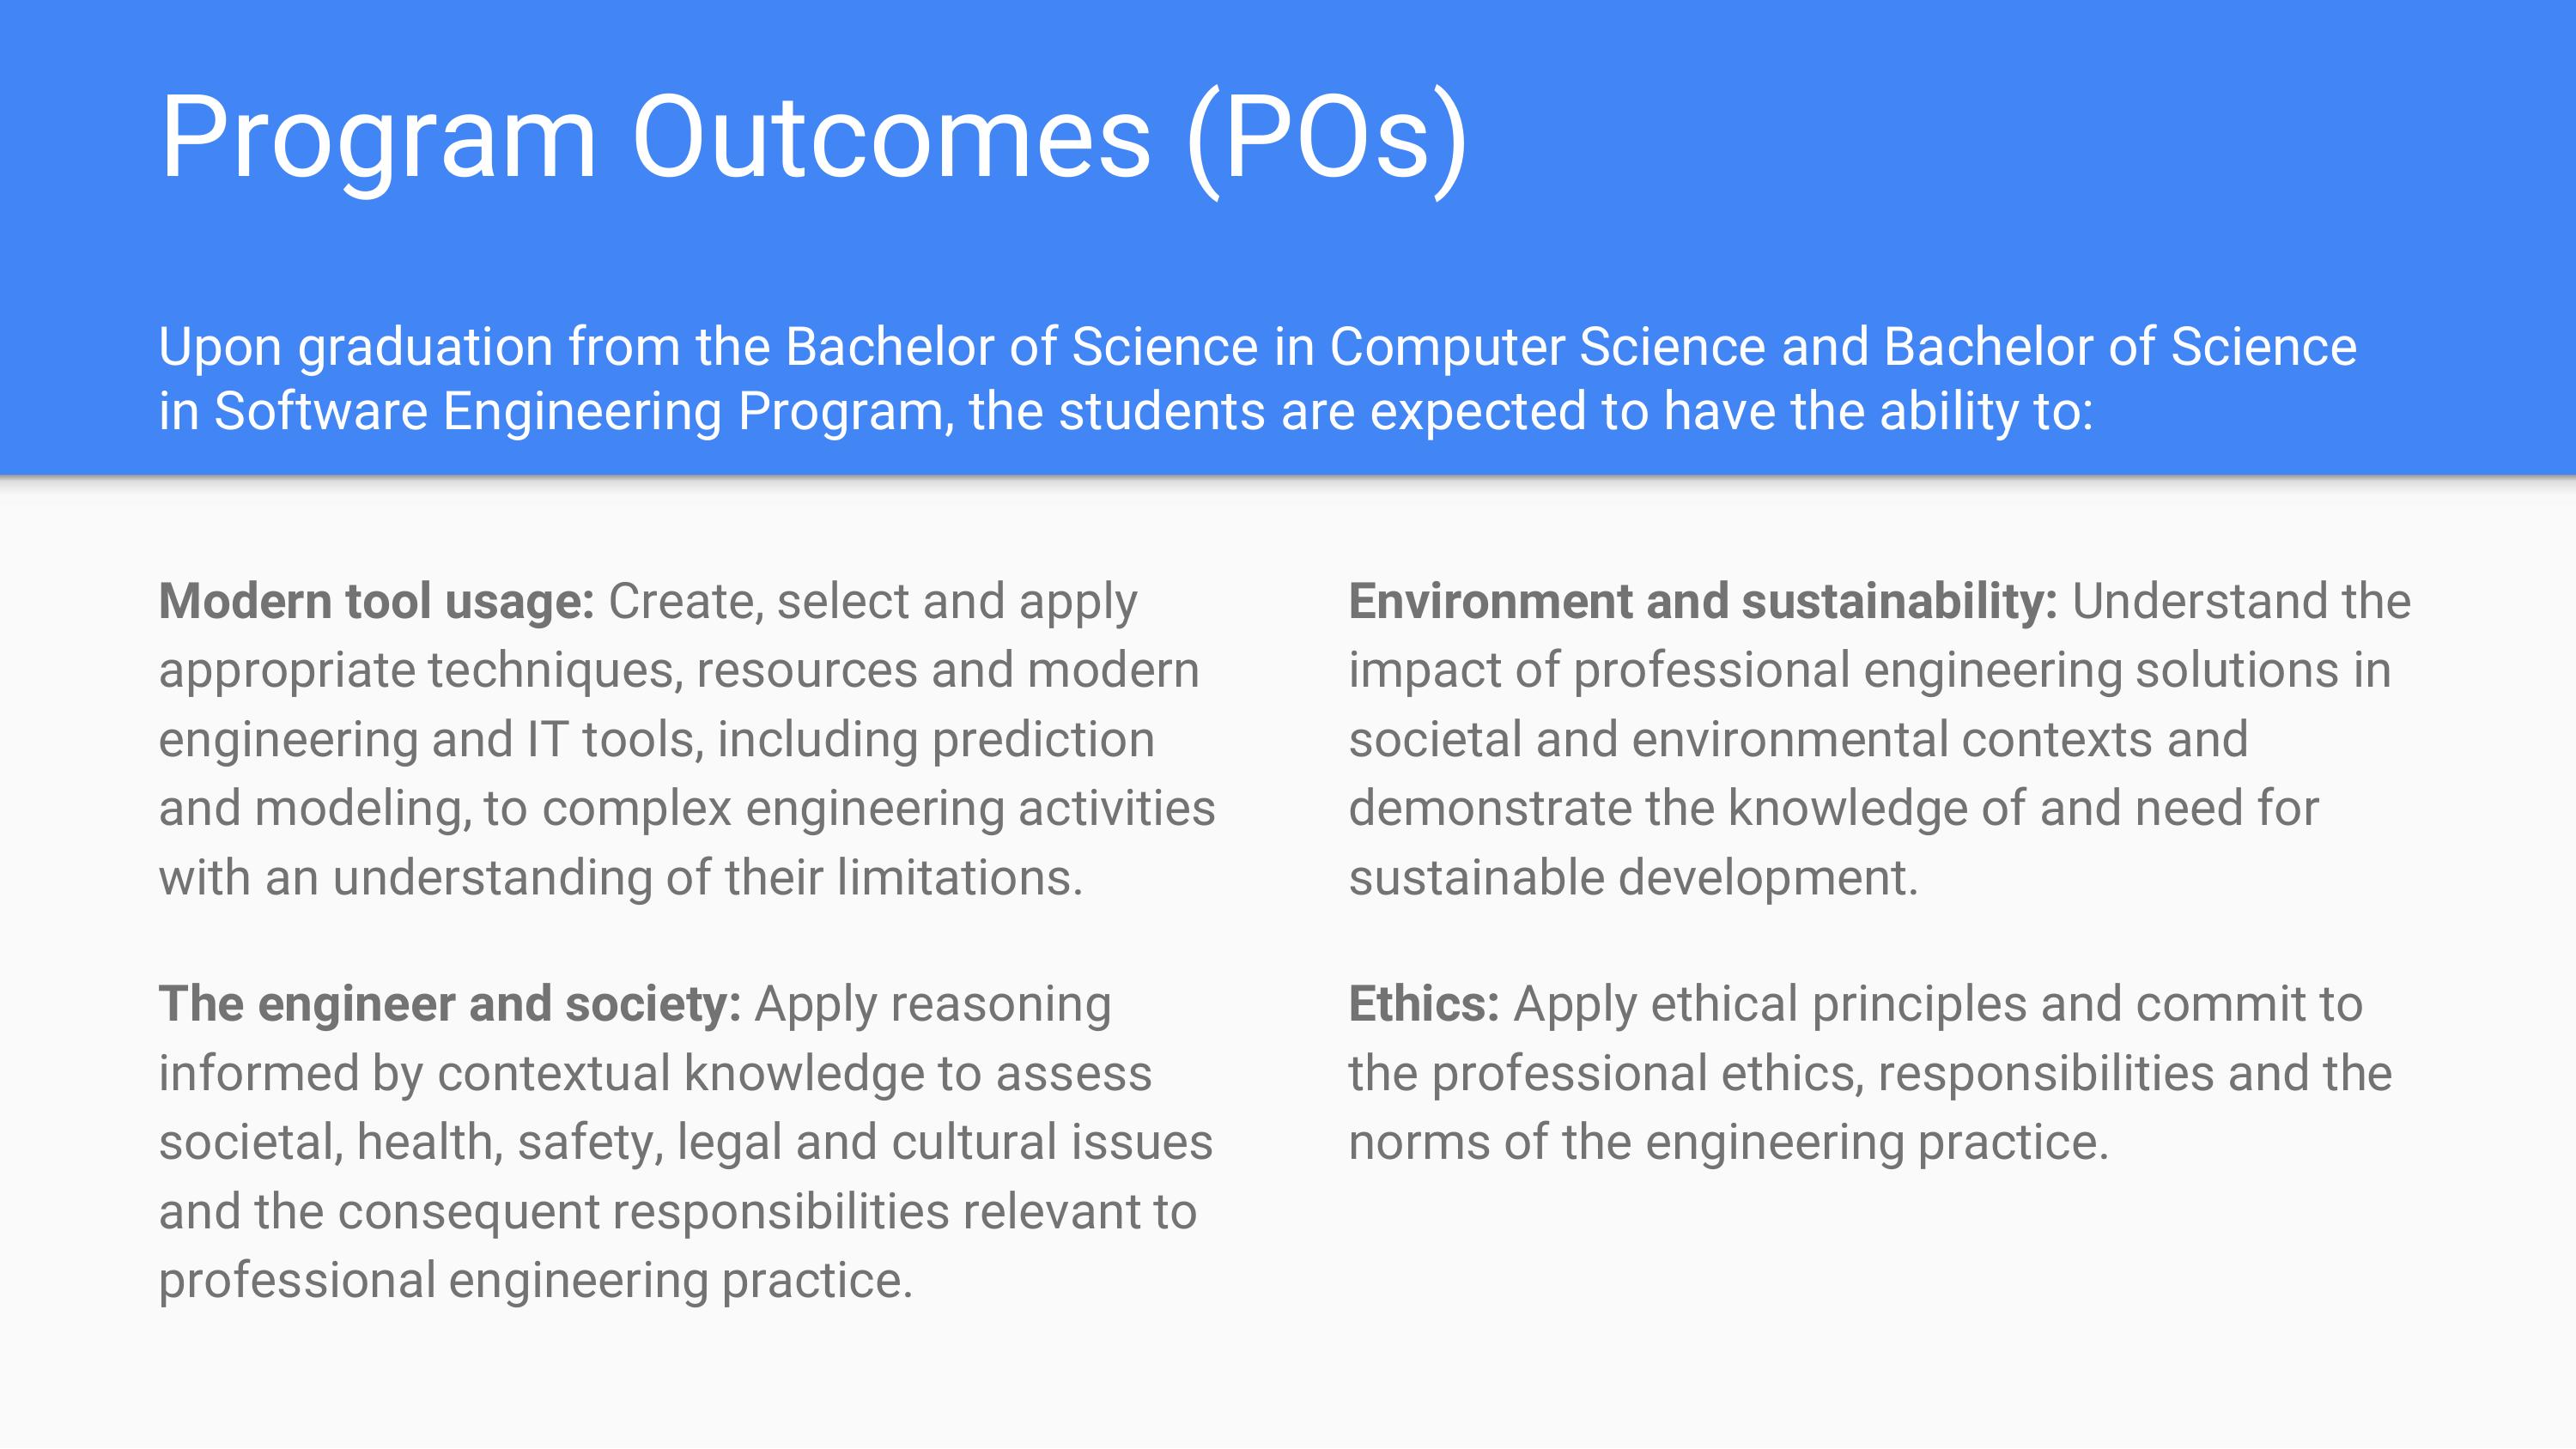 Program Outcomes (POs)
Upon graduation from the Bachelor of Science in Computer Science and Bachelor of Science
in Software Engineering Program, the students are expected to have the ability to:
Modern tool usage: Create, select and apply
appropriate techniques, resources and modern
engineering and IT tools, including prediction
and modeling, to complex engineering activities
with an understanding of their limitations.
The engineer and society: Apply reasoning
informed by contextual knowledge to assess
societal, health, safety, legal and cultural issues
and the consequent responsibilities relevant to
professional engineering practice.
Environment and sustainability: Understand the
impact of professional engineering solutions in
societal and environmental contexts and
demonstrate the knowledge of and need for
sustainable development.
Ethics: Apply ethical principles and commit to
the professional ethics, responsibilities and the
norms of the engineering practice.